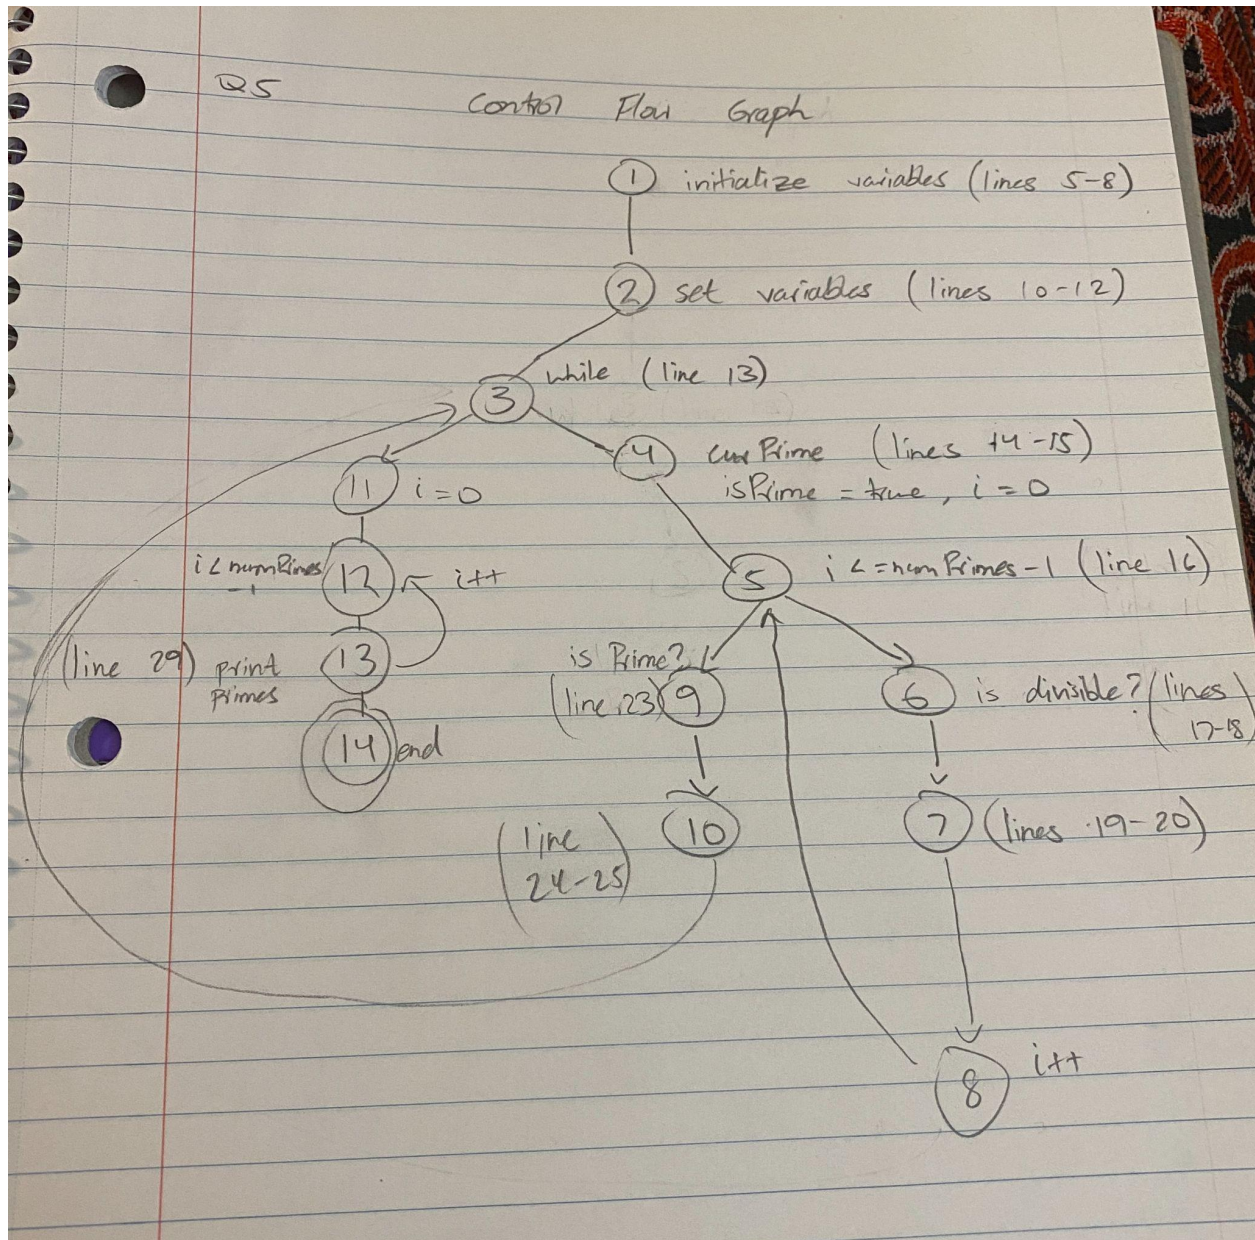 Q5
Control Flow Graph
1 initialize variables (lines 5-8)
2 set variables (lines 10-12)
3 while (line 13)
4 curPrime (lines 14-15)
isPrime = true, i = 0
11 i=0
i < numPrimes
-1
12 i++
5 i <= numPrimes-1 (line 16)
(line 29) print
primes
13
is Prime?
(line 23) 9
6 is divisible? (lines
17-18)
14 end
10
(line
24-25)
7 (lines 19-20)
8 i++